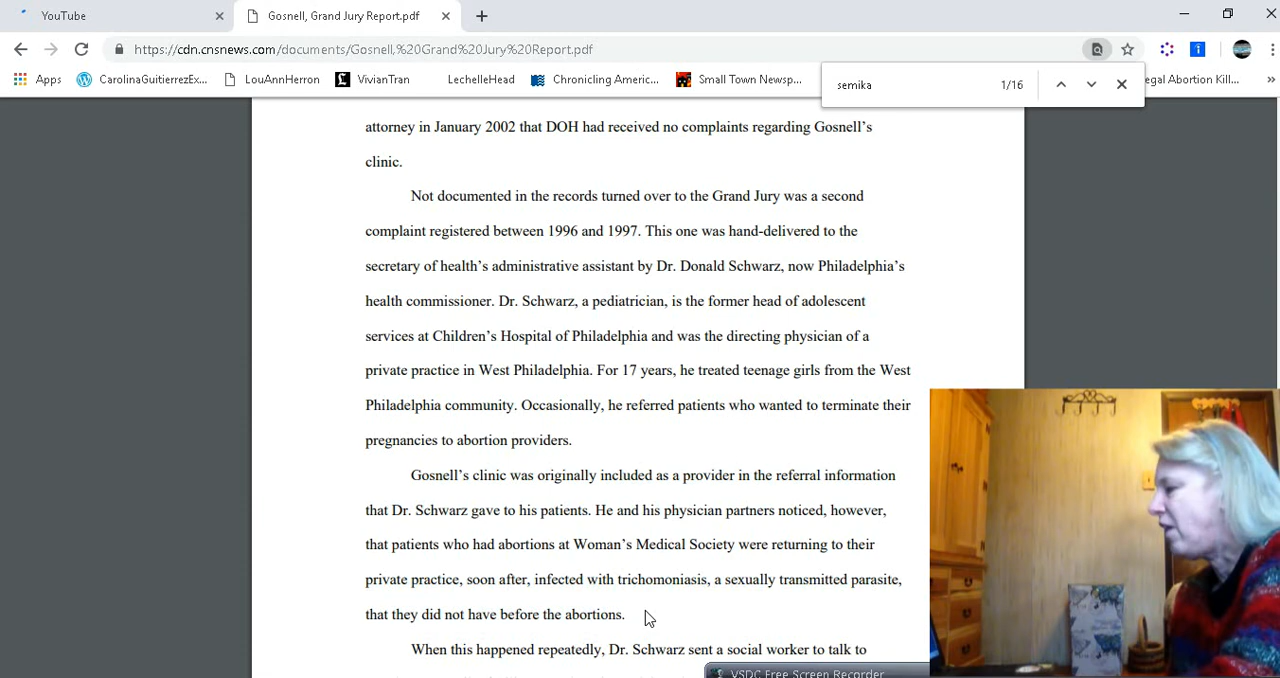 YouTube
Gosnell, Grand Jury Report.pdf
https://cdn.cnsnews.com/documents/Gosnell,%20Grand%20Jury%20Report.pdf
Apps
CarolinaGuitierrezEx...
LouAnnHerron
VivianTran
LechelleHead
Chronicling Americ...
Small Town Newsp...
egal Abortion Kill...
semika
1/16
attorney in January 2002 that DOH had received no complaints regarding Gosnell’s
clinic.
Not documented in the records turned over to the Grand Jury was a second
complaint registered between 1996 and 1997. This one was hand-delivered to the
secretary of health’s administrative assistant by Dr. Donald Schwarz, now Philadelphia’s
health commissioner. Dr. Schwarz, a pediatrician, is the former head of adolescent
services at Children’s Hospital of Philadelphia and was the directing physician of a
private practice in West Philadelphia. For 17 years, he treated teenage girls from the West
Philadelphia community. Occasionally, he referred patients who wanted to terminate their
pregnancies to abortion providers.
Gosnell’s clinic was originally included as a provider in the referral information
that Dr. Schwarz gave to his patients. He and his physician partners noticed, however,
that patients who had abortions at Woman’s Medical Society were returning to their
private practice, soon after, infected with trichomoniasis, a sexually transmitted parasite,
that they did not have before the abortions.
When this happened repeatedly, Dr. Schwarz sent a social worker to talk to
VSDC Free Screen Recorder